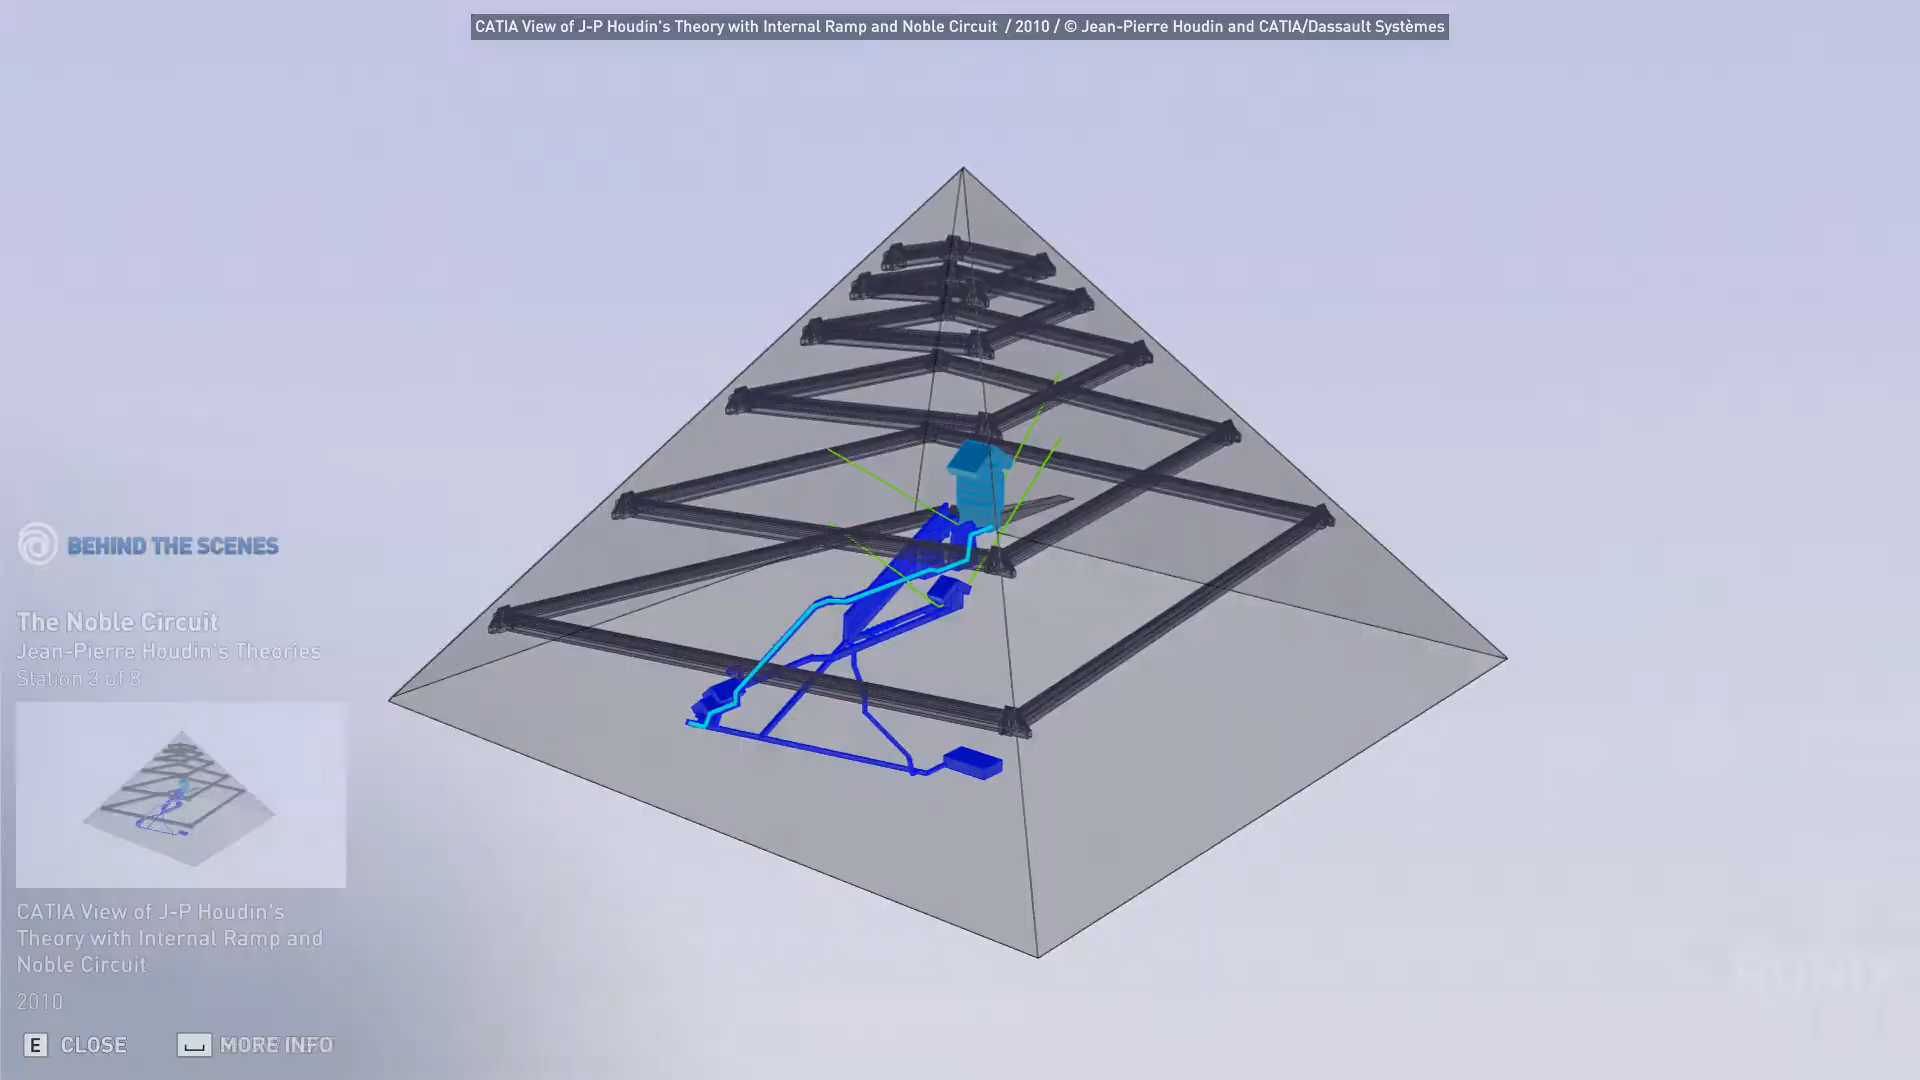 CATIA View of J-P Houdin's Theory with Internal Ramp and Noble Circuit / 2010 / © Jean-Pierre Houdin and CATIA/Dassault Systèmes
BEHIND THE SCENES
The Noble Circuit
Jean-Pierre Houdin's Theories
Station 3 of 8
CATIA View of J-P Houdin's
Theory with Internal Ramp and
Noble Circuit
2010
E CLOSE
MORE INFO